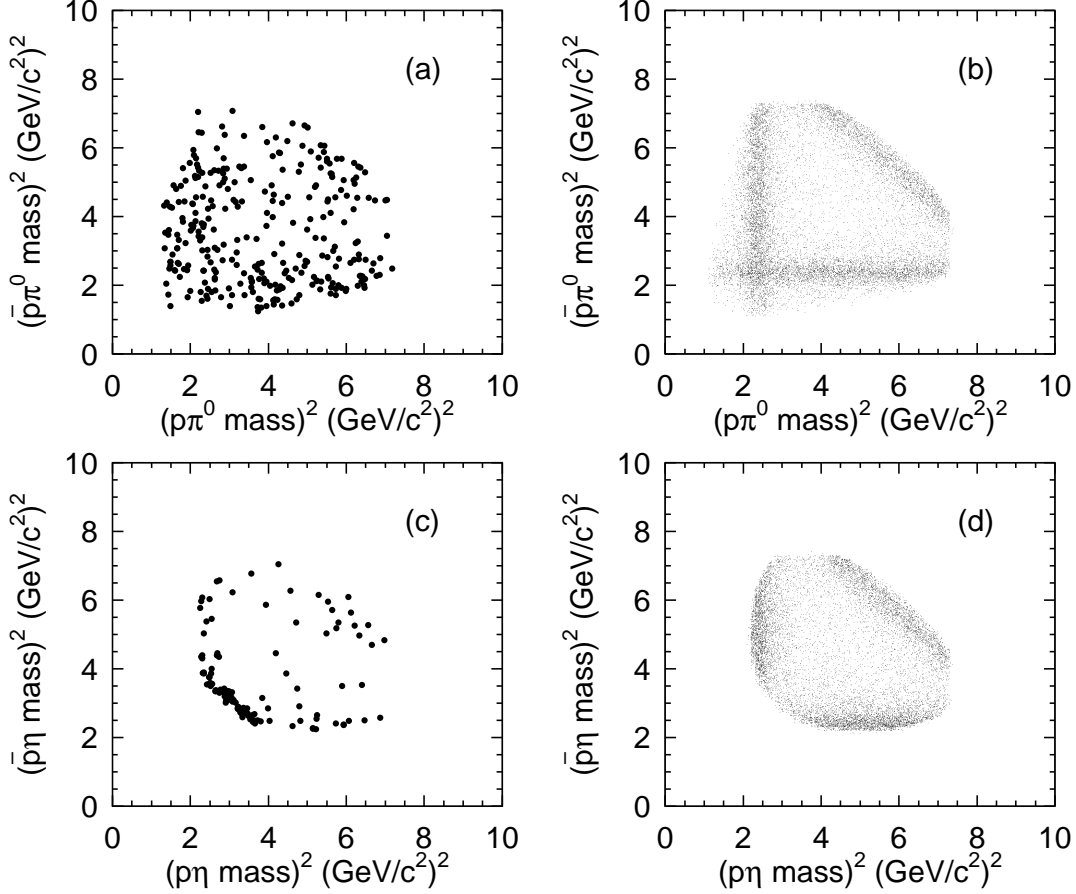 (p̄π⁰ mass)² (GeV/c²)²
10
8
6
4
2
0
(a)
0 2 4 6 8 10
(pπ⁰ mass)² (GeV/c²)²
(p̄π⁰ mass)² (GeV/c²)²
10
8
6
4
2
0
(b)
0 2 4 6 8 10
(pπ⁰ mass)² (GeV/c²)²
(p̄η mass)² (GeV/c²)²
10
8
6
4
2
0
(c)
0 2 4 6 8 10
(pη mass)² (GeV/c²)²
(p̄η mass)² (GeV/c²)²
10
8
6
4
2
0
(d)
0 2 4 6 8 10
(pη mass)² (GeV/c²)²